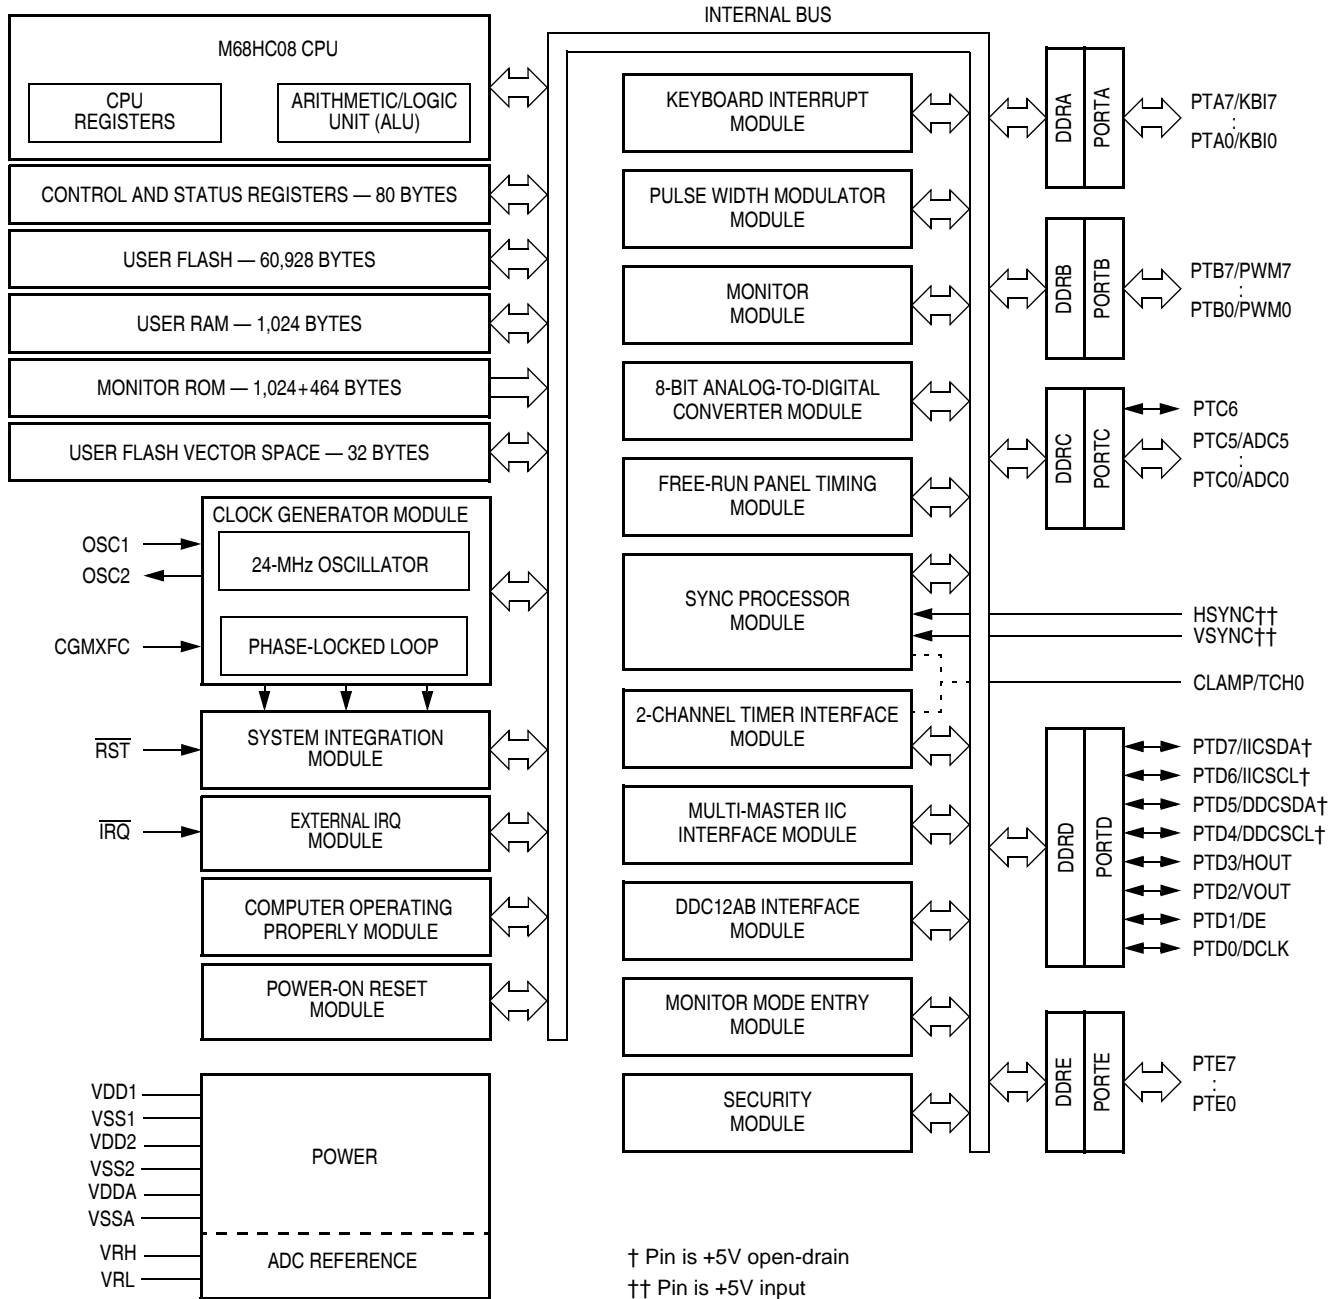 INTERNAL BUS
M68HC08 CPU
CPU
REGISTERS
ARITHMETIC/LOGIC
UNIT (ALU)
CONTROL AND STATUS REGISTERS — 80 BYTES
USER FLASH — 60,928 BYTES
USER RAM — 1,024 BYTES
MONITOR ROM — 1,024+464 BYTES
USER FLASH VECTOR SPACE — 32 BYTES
CLOCK GENERATOR MODULE
24-MHz OSCILLATOR
PHASE-LOCKED LOOP
OSC1
OSC2
CGMXFC
SYSTEM INTEGRATION
MODULE
RST
EXTERNAL IRQ
MODULE
IRQ
COMPUTER OPERATING
PROPERLY MODULE
POWER-ON RESET
MODULE
VDD1
VSS1
VDD2
VSS2
VDDA
VSSA
VRH
VRL
POWER
ADC REFERENCE
KEYBOARD INTERRUPT
MODULE
PULSE WIDTH MODULATOR
MODULE
MONITOR
MODULE
8-BIT ANALOG-TO-DIGITAL
CONVERTER MODULE
FREE-RUN PANEL TIMING
MODULE
SYNC PROCESSOR
MODULE
2-CHANNEL TIMER INTERFACE
MODULE
MULTI-MASTER IIC
INTERFACE MODULE
DDC12AB INTERFACE
MODULE
MONITOR MODE ENTRY
MODULE
SECURITY
MODULE
DDRA
PORTA
PTA7/KBI7
:
PTA0/KBI0
DDRB
PORTB
PTB7/PWM7
:
PTB0/PWM0
DDRC
PORTC
PTC6
PTC5/ADC5
:
PTC0/ADC0
HSYNC††
VSYNC††
CLAMP/TCH0
DDRD
PORTD
PTD7/IICSDA†
PTD6/IICSCL†
PTD5/DDCSDA†
PTD4/DDCSCL†
PTD3/HOUT
PTD2/VOUT
PTD1/DE
PTD0/DCLK
DDRE
PORTE
PTE7
:
PTE0
† Pin is +5V open-drain
†† Pin is +5V input